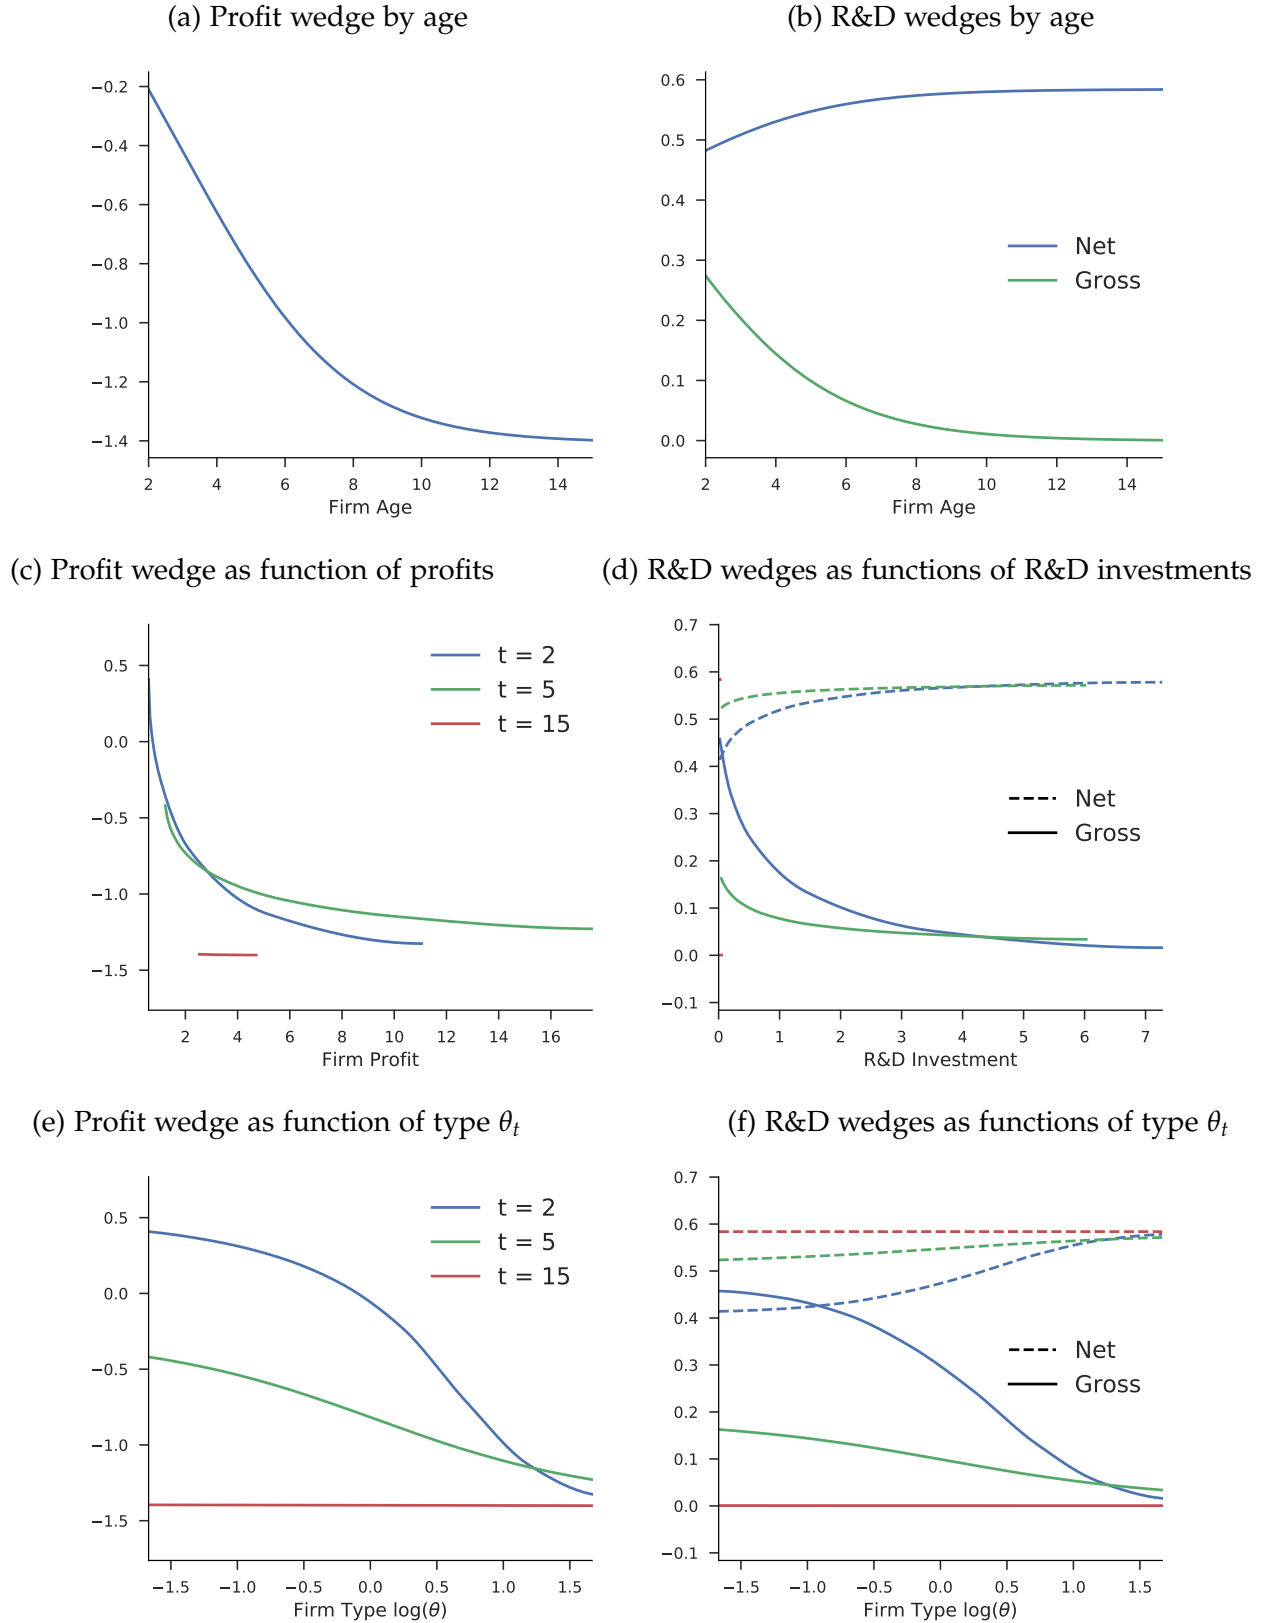 (a) Profit wedge by age
−0.2
−0.4
−0.6
−0.8
−1.0
−1.2
−1.4
2 4 6 8 10 12 14
Firm Age
(b) R&D wedges by age
0.6
0.5
0.4
0.3
0.2
0.1
0.0
Net
Gross
2 4 6 8 10 12 14
Firm Age
(c) Profit wedge as function of profits
0.5
0.0
−0.5
−1.0
−1.5
t = 2
t = 5
t = 15
2 4 6 8 10 12 14 16
Firm Profit
(d) R&D wedges as functions of R&D investments
0.7
0.6
0.5
0.4
0.3
0.2
0.1
0.0
−0.1
Net
Gross
0 1 2 3 4 5 6 7
R&D Investment
(e) Profit wedge as function of type θt
0.5
0.0
−0.5
−1.0
−1.5
t = 2
t = 5
t = 15
−1.5 −1.0 −0.5 0.0 0.5 1.0 1.5
Firm Type log(θ)
(f) R&D wedges as functions of type θt
0.7
0.6
0.5
0.4
0.3
0.2
0.1
0.0
−0.1
Net
Gross
−1.5 −1.0 −0.5 0.0 0.5 1.0 1.5
Firm Type log(θ)